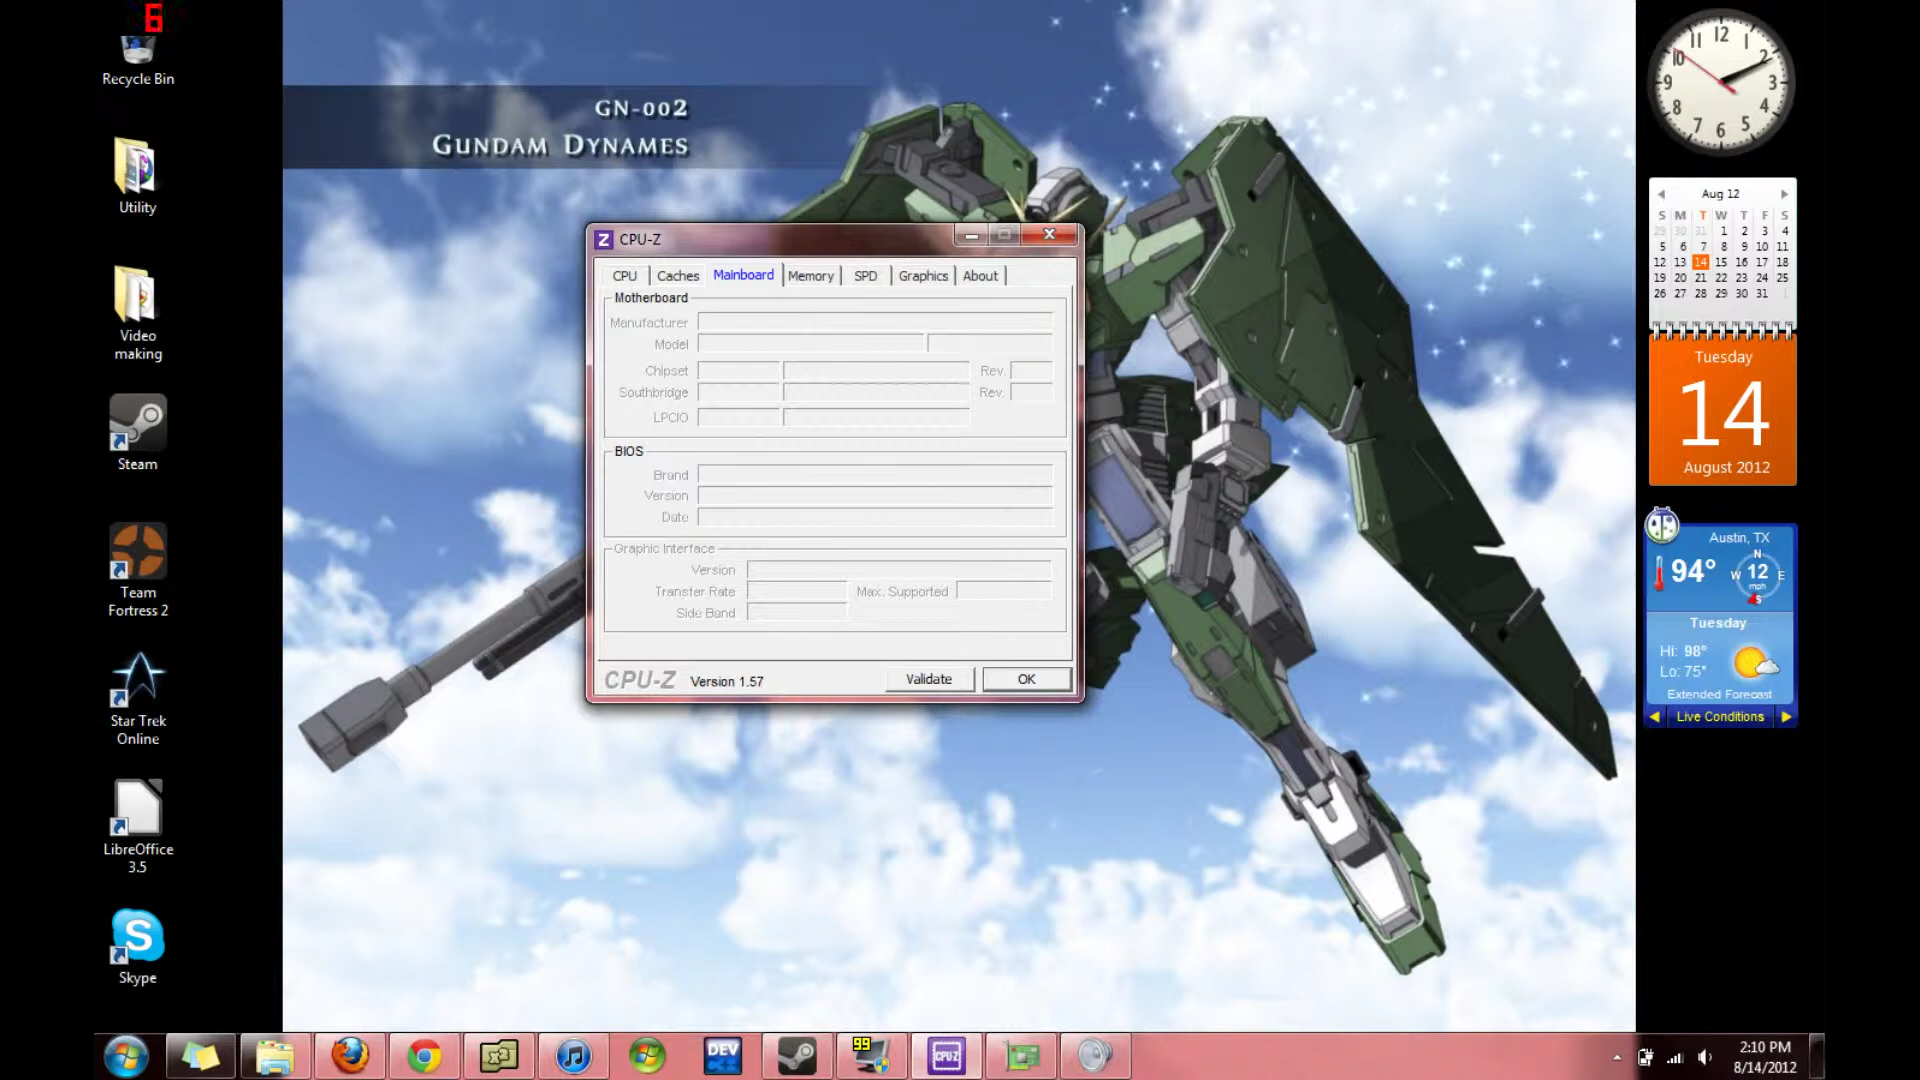 6
Recycle Bin
Utility
Video
making
Steam
Team
Fortress 2
Star Trek
Online
LibreOffice
3.5
S
Skype
GN-002
GUNDAM DYNAMES
Z CPU-Z
CPU Caches Mainboard Memory SPD Graphics About
Motherboard
Manufacturer
Model
Chipset Rev.
Southbridge Rev.
LPCIO
BIOS
Brand
Version
Date
Graphic Interface
Version
Transfer Rate Max. Supported
Side Band
CPU-Z Version 1.57 Validate OK
12
11 1
10 2
9 3
8 4
7 5
6
Aug 12
S M T W T F S
29 30 31 1 2 3 4
5 6 7 8 9 10 11
12 13 14 15 16 17 18
19 20 21 22 23 24 25
26 27 28 29 30 31 1
Tuesday
14
August 2012
Austin, TX
94°
N
W 12 E
mph
S
Tuesday
Hi: 98°
Lo: 75°
Extended Forecast
Live Conditions
DEV
C++
99
CPU-Z
2:10 PM
8/14/2012